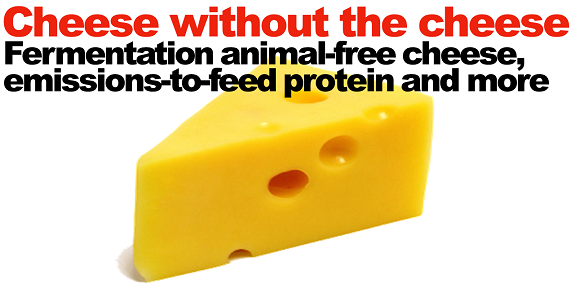 Cheese without the cheese
Fermentation animal-free cheese,
emissions-to-feed protein and more